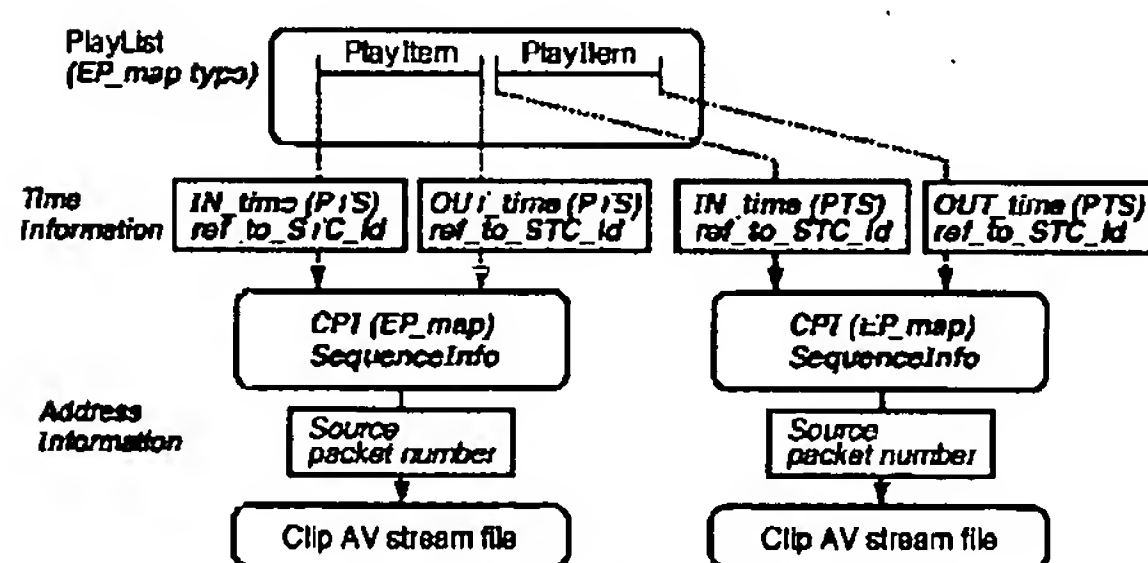 PlayList
(EP_map type)
PlayItem
PlayItem
Time
Information
IN_time (PTS)
ref_to_STC_id
OUT_time (PTS)
ref_to_STC_id
IN_time (PTS)
ref_to_STC_id
OUT_time (PTS)
ref_to_STC_id
CPI (EP_map)
SequenceInfo
CPI (EP_map)
SequenceInfo
Address
Information
Source
packet number
Source
packet number
Clip AV stream file
Clip AV stream file